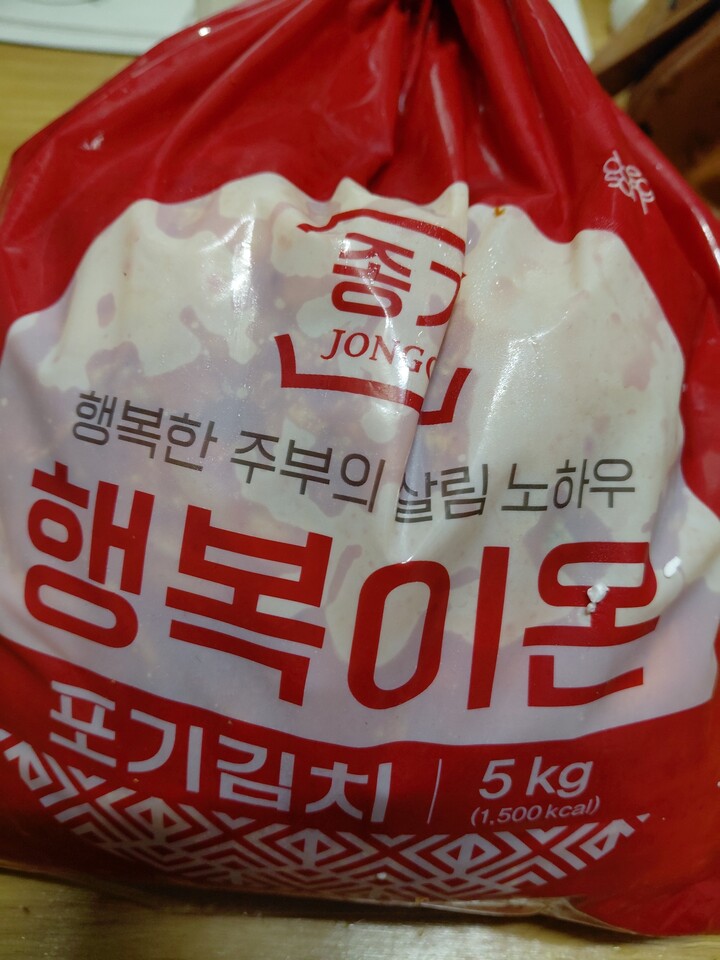 종
JONG
행복한 주부의 살림 노하우
행복이온
포기김치
5 kg
(1,500 kcal)